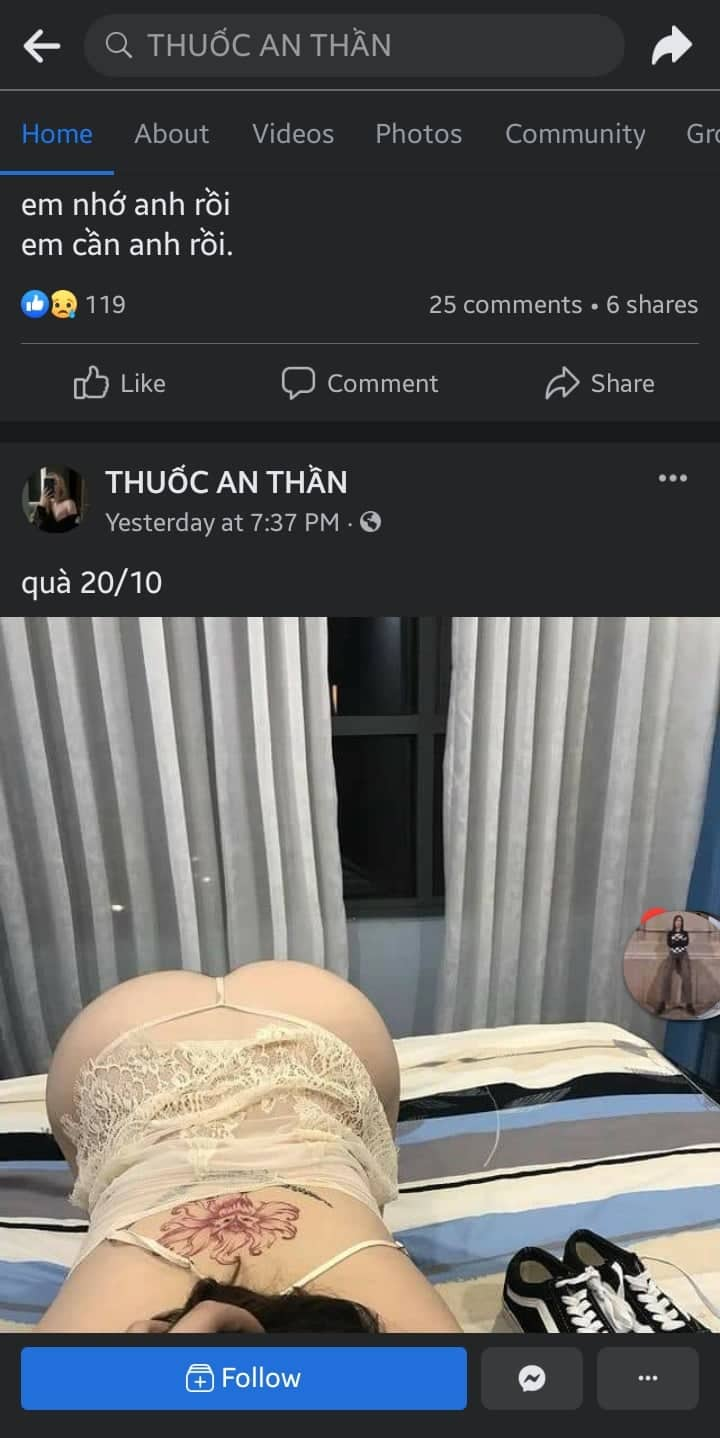 THUỐC AN THẦN
Home About Videos Photos Community Gro
em nhớ anh rồi
em cần anh rồi.
119 25 comments • 6 shares
Like Comment Share
THUỐC AN THẦN
Yesterday at 7:37 PM ·
quà 20/10
Follow